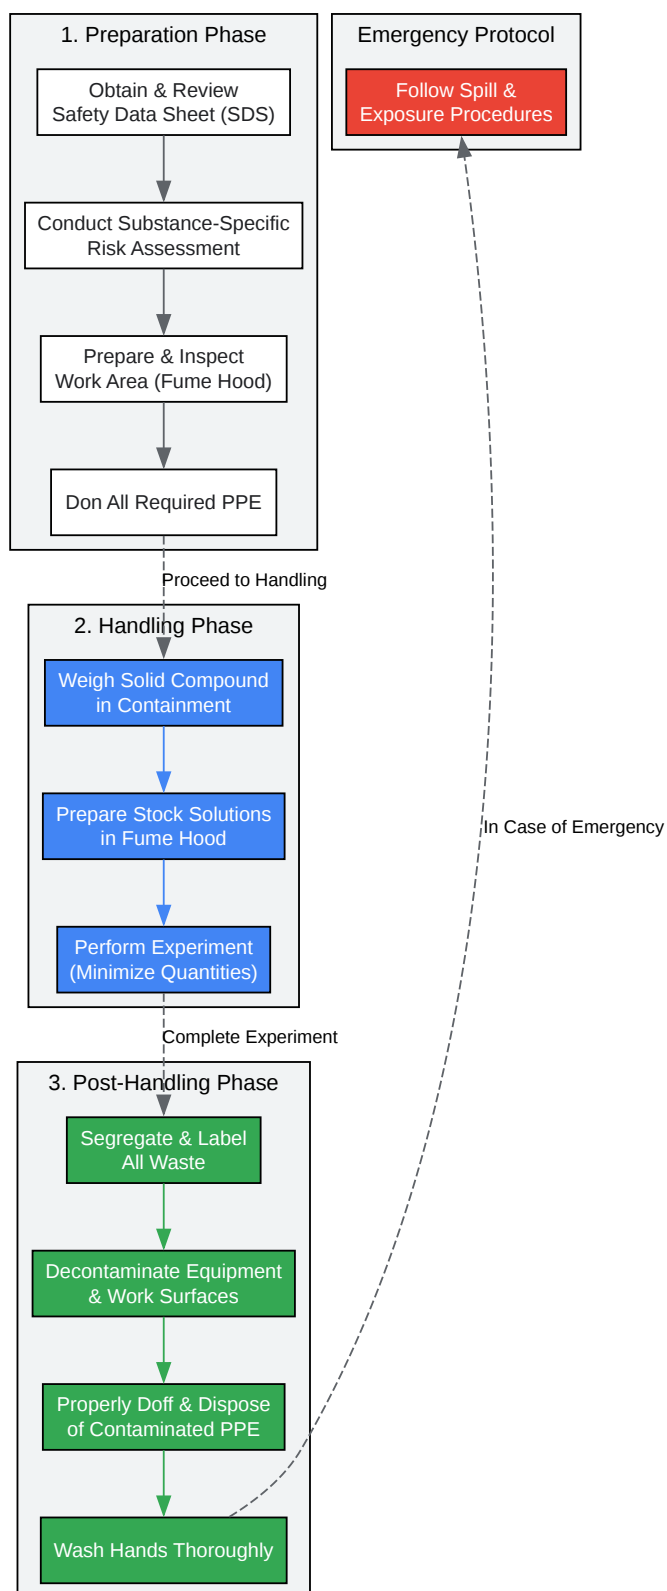 1. Preparation Phase
Obtain & Review
Safety Data Sheet (SDS)
Conduct Substance-Specific
Risk Assessment
Prepare & Inspect
Work Area (Fume Hood)
Don All Required PPE
Proceed to Handling
2. Handling Phase
Weigh Solid Compound
in Containment
Prepare Stock Solutions
in Fume Hood
Perform Experiment
(Minimize Quantities)
Complete Experiment
3. Post-Handling Phase
Segregate & Label
All Waste
Decontaminate Equipment
& Work Surfaces
Properly Doff & Dispose
of Contaminated PPE
Wash Hands Thoroughly
In Case of Emergency
Emergency Protocol
Follow Spill &
Exposure Procedures